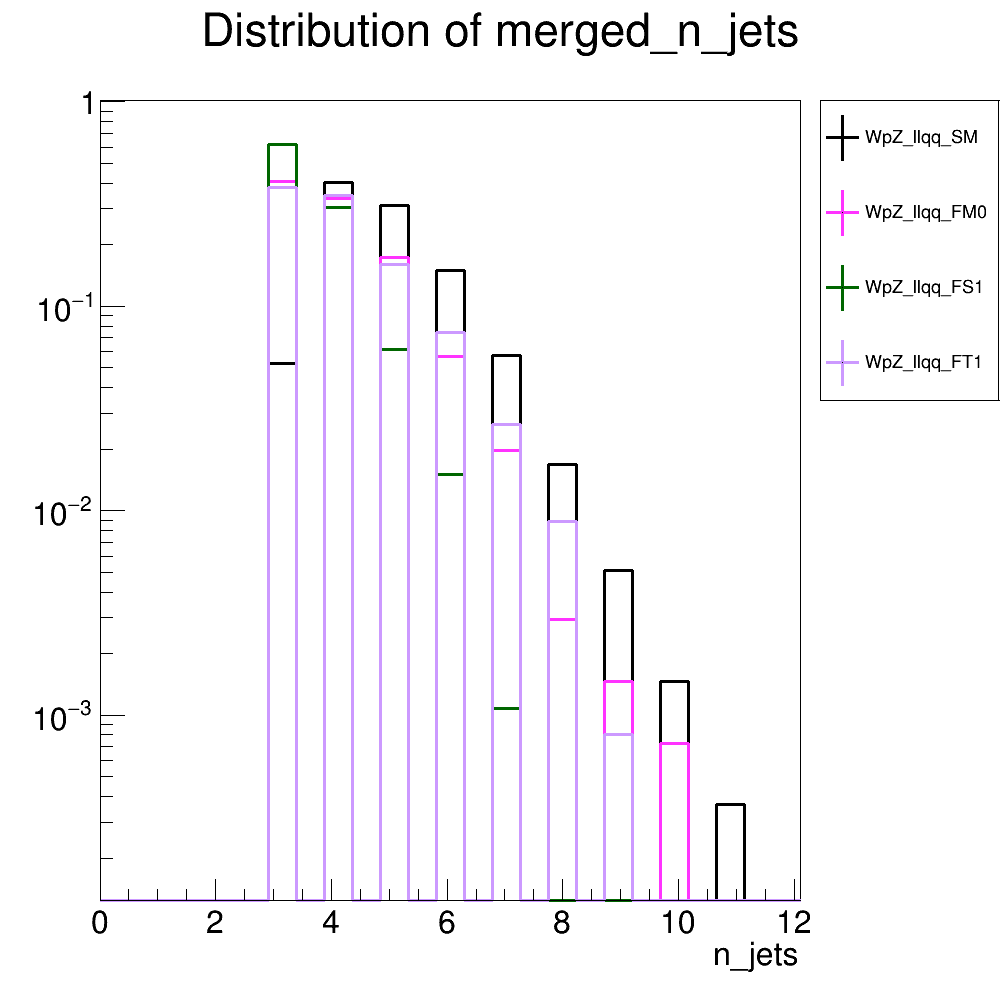 Distribution of merged_n_jets
1
10⁻¹
10⁻²
10⁻³
0 2 4 6 8 10 12
n_jets
WpZ_llqq_SM
WpZ_llqq_FM0
WpZ_llqq_FS1
WpZ_llqq_FT1